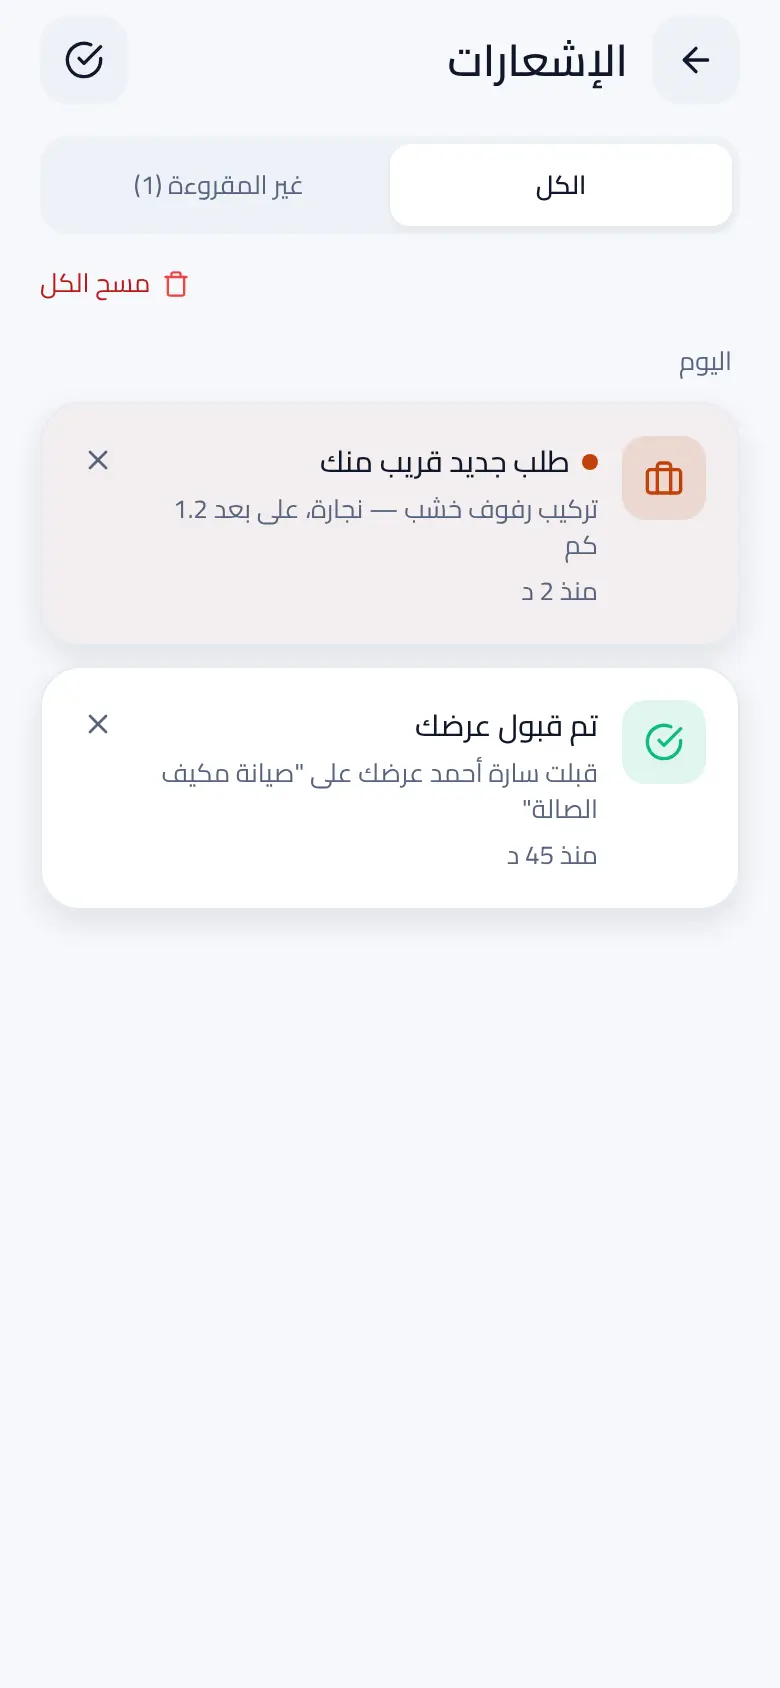 الإشعارات
الكل
غير المقروءة (1)
مسح الكل
اليوم
طلب جديد قريب منك
تركيب رفوف خشب — نجارة، على بعد 1.2
كم
منذ 2 د
تم قبول عرضك
قبلت سارة أحمد عرضك على "صيانة مكيف
الصالة"
منذ 45 د